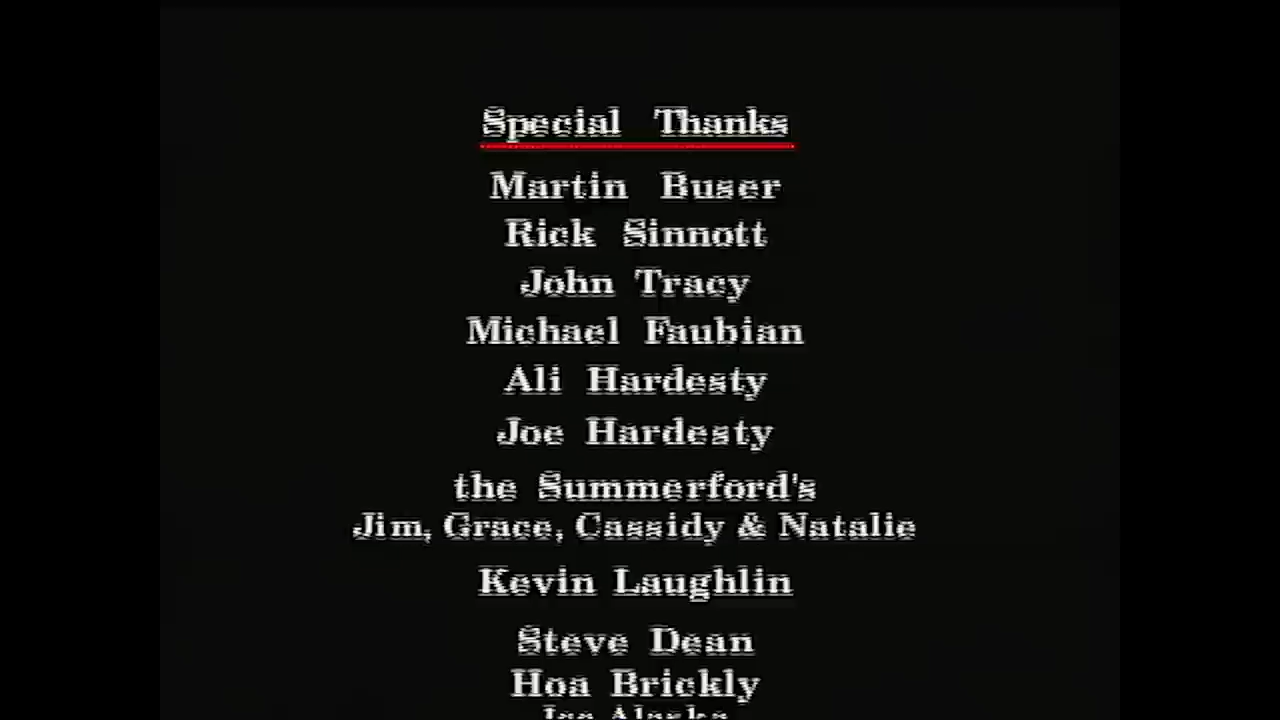 Special Thanks
Martin Buser
Rick Sinnott
John Tracy
Michael Faubian
Ali Hardesty
Joe Hardesty
the Summerford's
Jim, Grace, Cassidy & Natalie
Kevin Laughlin
Steve Dean
Hoa Brickly
Alaska